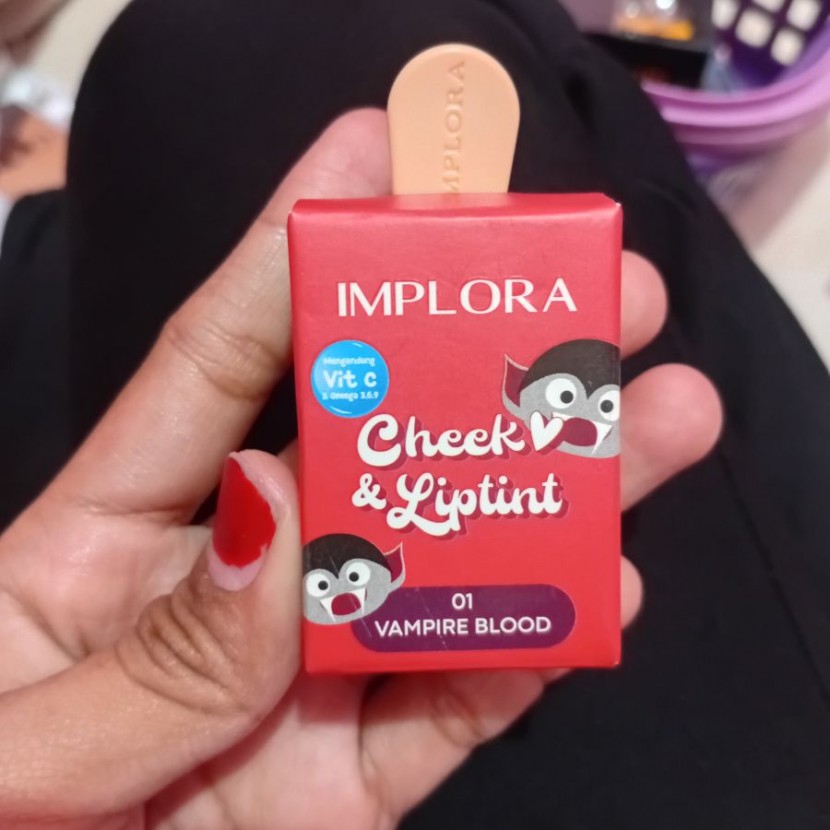 IMPLORA
IMPLORA
Mengandung
Vit C
& Omega 3,6,9
Cheek
& Liptint
01
VAMPIRE BLOOD